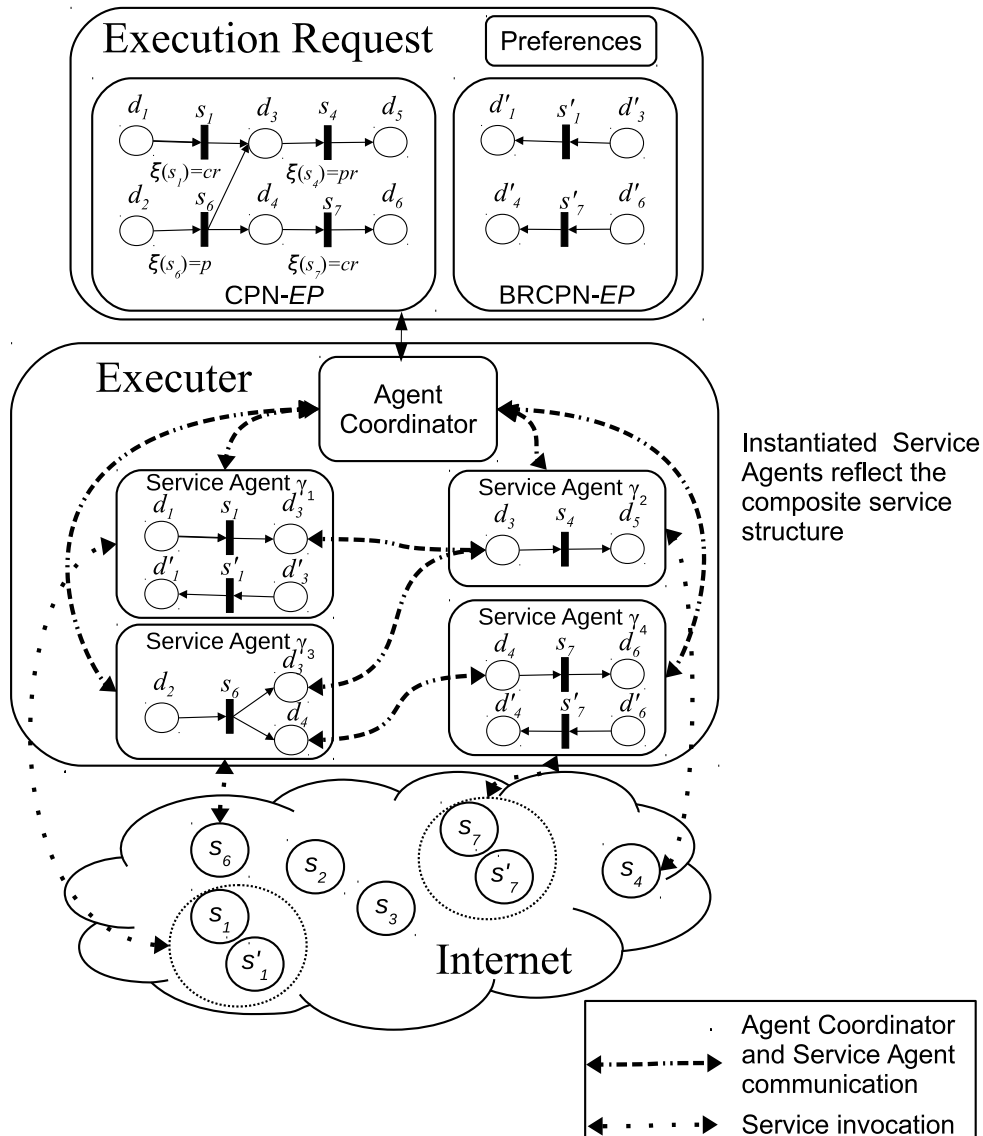 Execution Request
Preferences
d1 s1 d3 s4 d5
ξ(s1)=cr ξ(s4)=pr
d2 s6 d4 s7 d6
ξ(s6)=p ξ(s7)=cr
CPN-EP
d'1 s'1 d'3
d'4 s'7 d'6
BRCPN-EP
Executer
Agent
Coordinator
Instantiated Service
Agents reflect the
composite service
structure
Service Agent γ1
d1 s1 d3
d'1 s'1 d'3
Service Agent γ2
d3 s4 d5
Service Agent γ3
d2 s6 d3
d4
Service Agent γ4
d4 s7 d6
d'4 s'7 d'6
s6
s2
s3
s7
s'7
s4
s1
s'1
Internet
Agent Coordinator
and Service Agent
communication
Service invocation